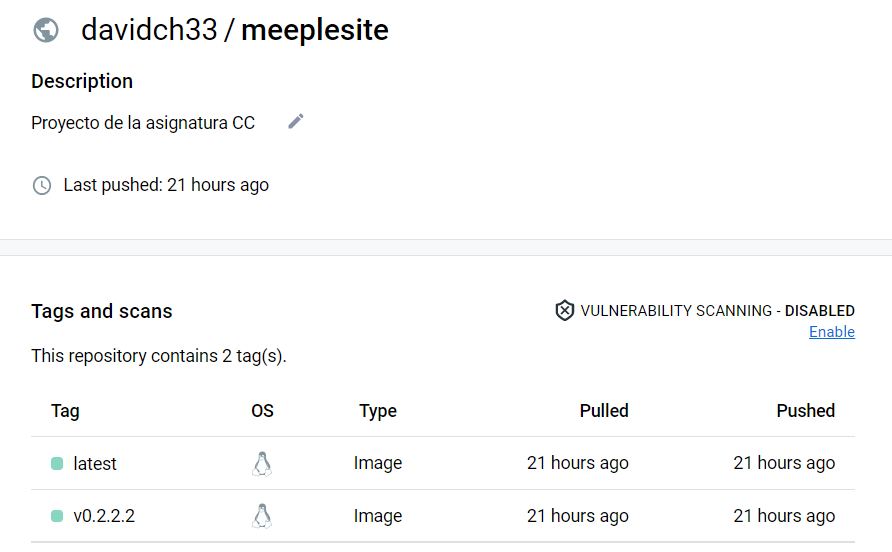 davidch33 / meeplesite
Description
Proyecto de la asignatura CC
Last pushed: 21 hours ago
Tags and scans
VULNERABILITY SCANNING - DISABLED
Enable
This repository contains 2 tag(s).
Tag OS Type Pulled Pushed
latest Image 21 hours ago 21 hours ago
v0.2.2.2 Image 21 hours ago 21 hours ago